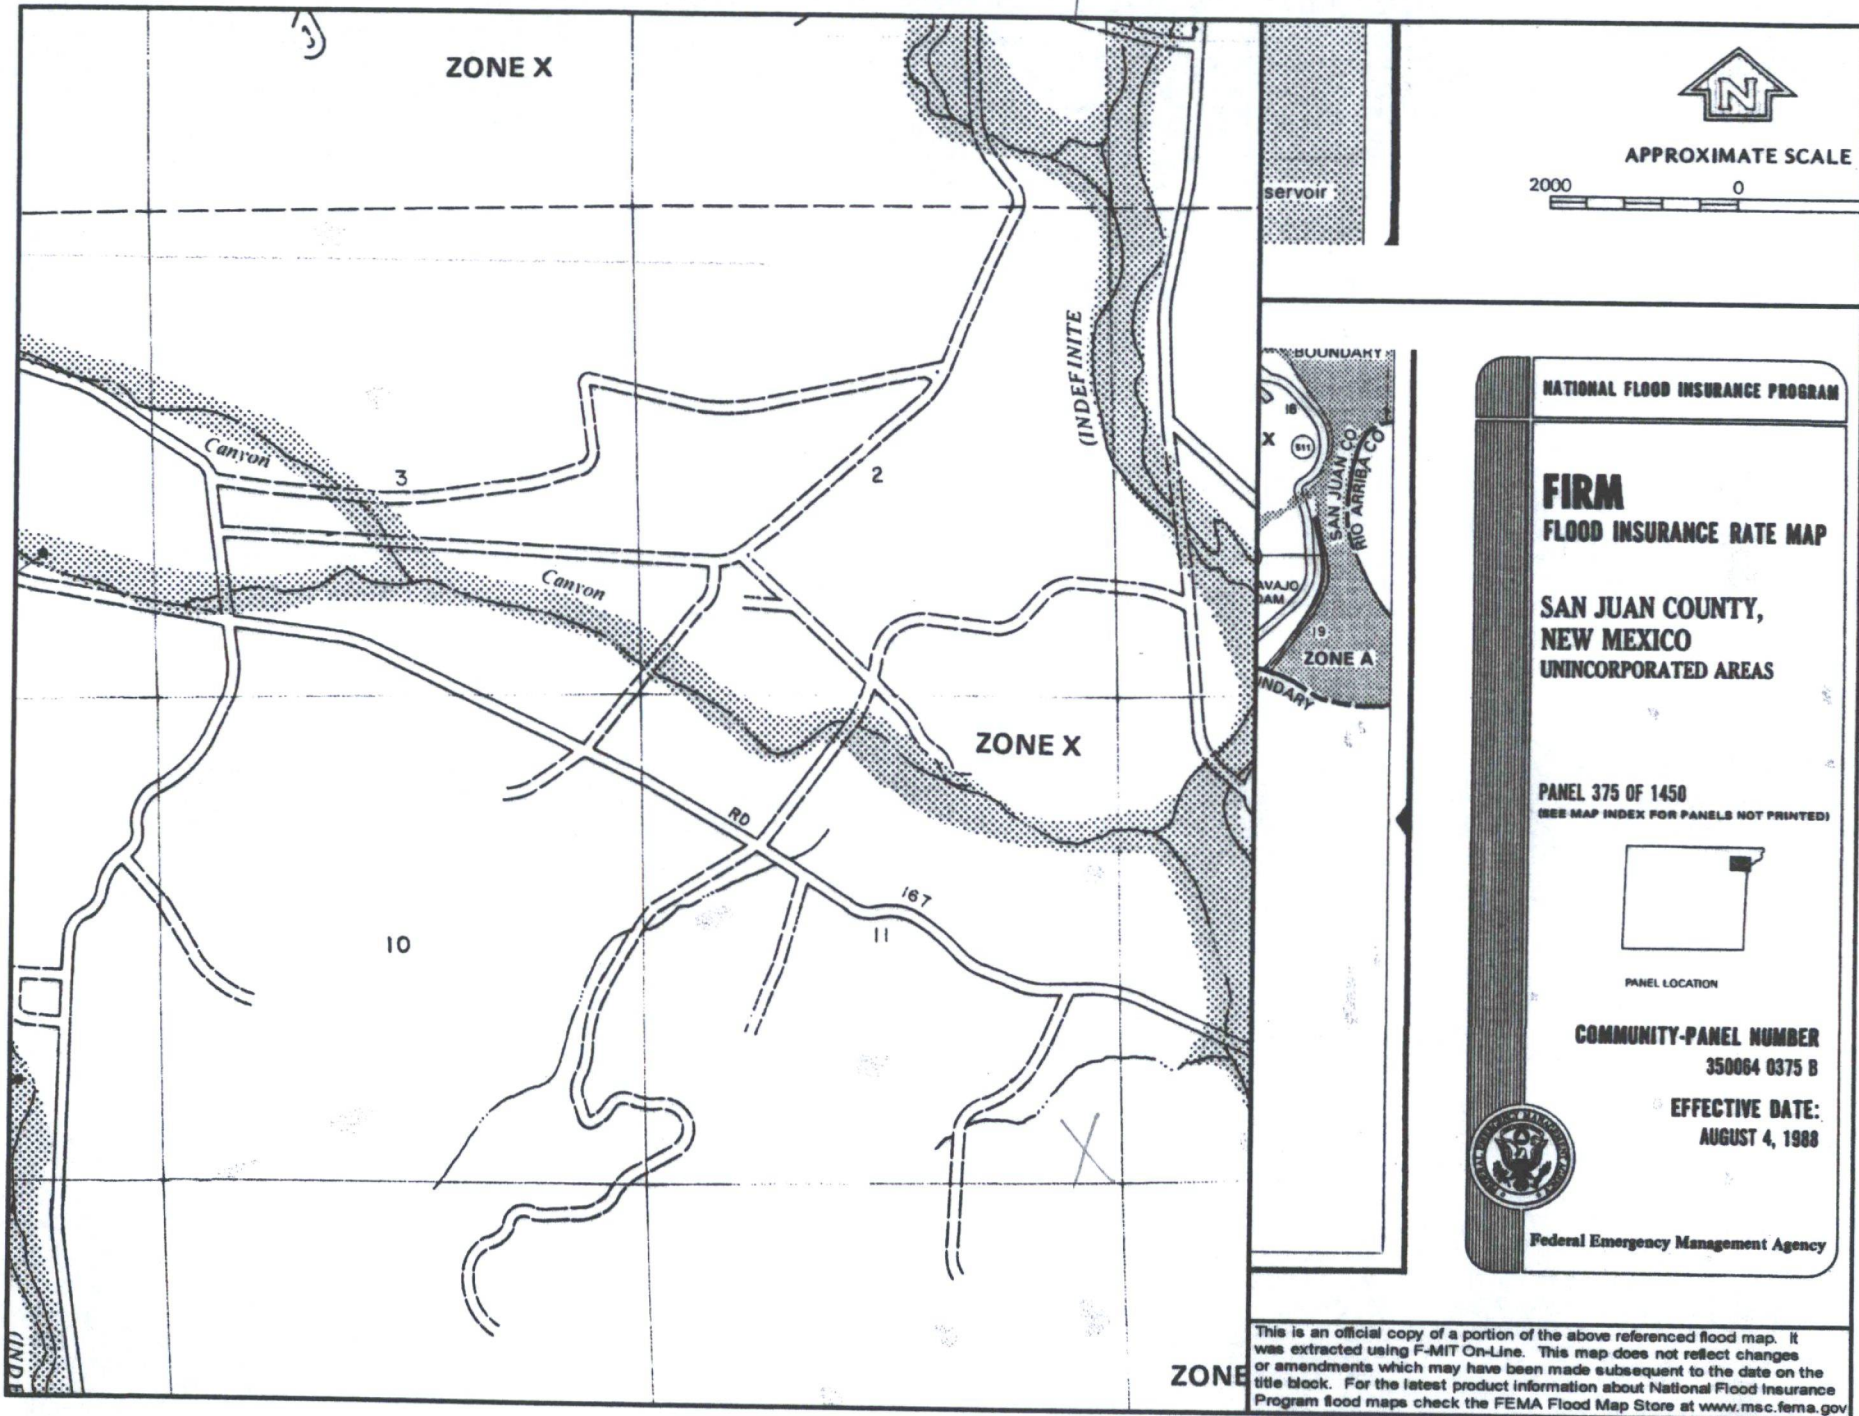 ZONE X
N
APPROXIMATE SCALE
2000 0
servoir
(INDEFINITE
BOUNDARY
18
X
511
SAN JUAN CO
RIO ARRIBA CO
AVAJO
DAM
19
ZONE A
UNDARY
Canyon
3
2
Canyon
ZONE X
RD
167
10
11
(INDE
ZONE
NATIONAL FLOOD INSURANCE PROGRAM
FIRM
FLOOD INSURANCE RATE MAP
SAN JUAN COUNTY,
NEW MEXICO
UNINCORPORATED AREAS
PANEL 375 OF 1450
(SEE MAP INDEX FOR PANELS NOT PRINTED)
PANEL LOCATION
COMMUNITY-PANEL NUMBER
350064 0375 B
EFFECTIVE DATE:
AUGUST 4, 1988
Federal Emergency Management Agency
This is an official copy of a portion of the above referenced flood map. It
was extracted using F-MIT On-Line. This map does not reflect changes
or amendments which may have been made subsequent to the date on the
title block. For the latest product information about National Flood Insurance
Program flood maps check the FEMA Flood Map Store at www.msc.fema.gov